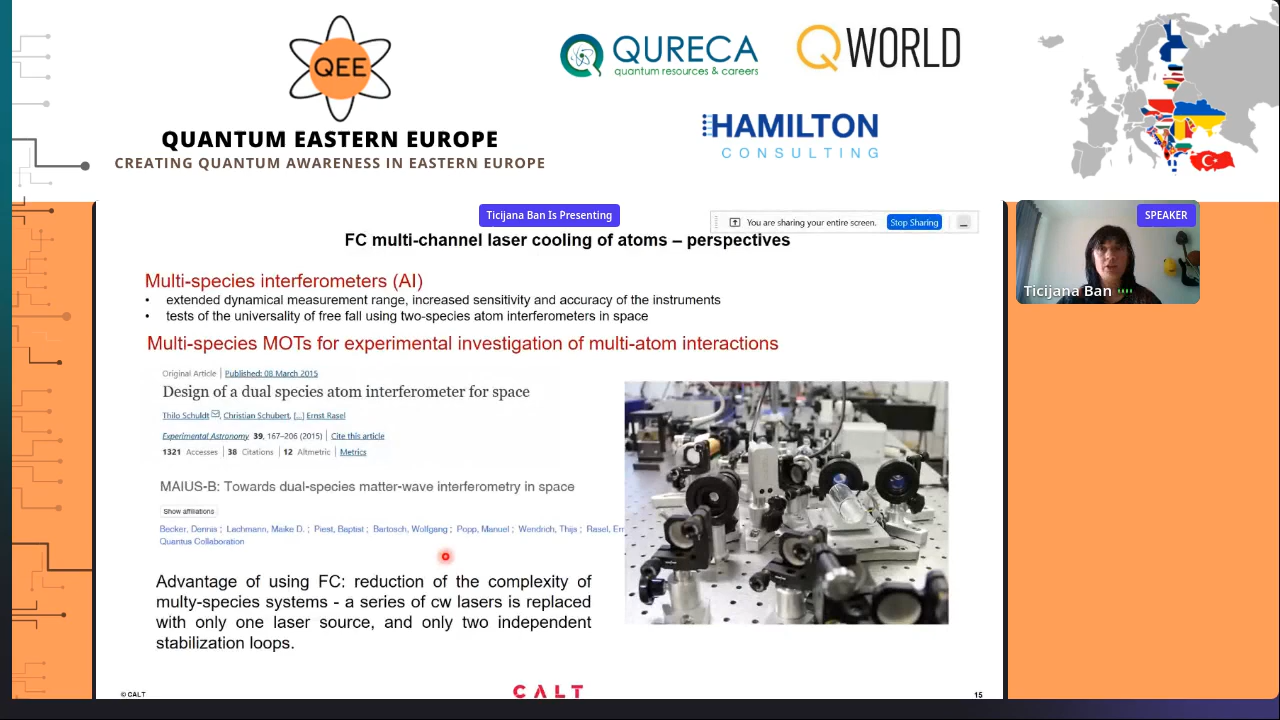 QEE
QUANTUM EASTERN EUROPE
CREATING QUANTUM AWARENESS IN EASTERN EUROPE
QURECA
quantum resources & careers
QWORLD
HAMILTON
CONSULTING
Ticijana Ban Is Presenting
You are sharing your entire screen.
Stop Sharing
SPEAKER
Ticijana Ban
FC multi-channel laser cooling of atoms – perspectives
Multi-species interferometers (AI)
• extended dynamical measurement range, increased sensitivity and accuracy of the instruments
• tests of the universality of free fall using two-species atom interferometers in space
Multi-species MOTs for experimental investigation of multi-atom interactions
Original Article | Published: 08 March 2015
Design of a dual species atom interferometer for space
Thilo Schuldt, Christian Schubert, [...] Ernst Rasel
Experimental Astronomy 39, 167–206 (2015) | Cite this article
1321 Accesses | 38 Citations | 12 Altmetric | Metrics
MAIUS-B: Towards dual-species matter-wave interferometry in space
Show affiliations
Becker, Dennis ; Lachmann, Maike D. ; Piest, Baptist ; Bartosch, Wolfgang ; Popp, Manuel ; Wendrich, Thijs ; Rasel, Er
Quantus Collaboration
Advantage of using FC: reduction of the complexity of
multy-species systems - a series of cw lasers is replaced
with only one laser source, and only two independent
stabilization loops.
© CALT
CALT
15